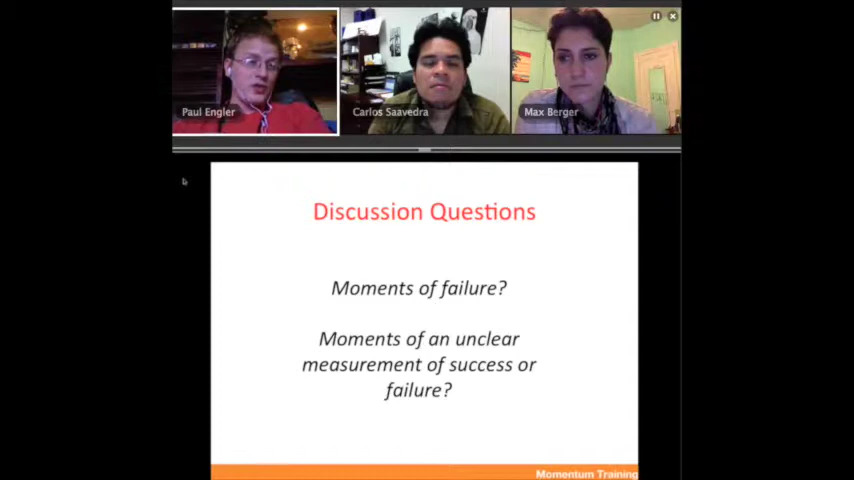 Paul Engler
Carlos Saavedra
Max Berger
Discussion Questions
Moments of failure?
Moments of an unclear
measurement of success or
failure?
Momentum Training